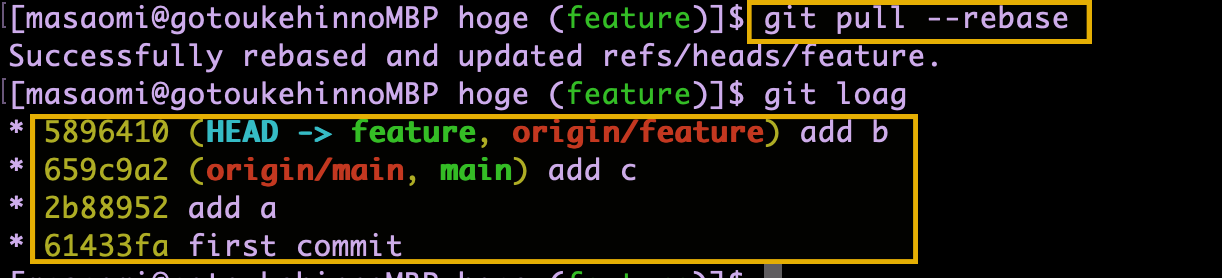 [masaomi@gotoukehinnoMBP hoge (feature)]$ git pull --rebase
Successfully rebased and updated refs/heads/feature.
[masaomi@gotoukehinnoMBP hoge (feature)]$ git loag
* 5896410 (HEAD -> feature, origin/feature) add b
* 659c9a2 (origin/main, main) add c
* 2b88952 add a
* 61433fa first commit